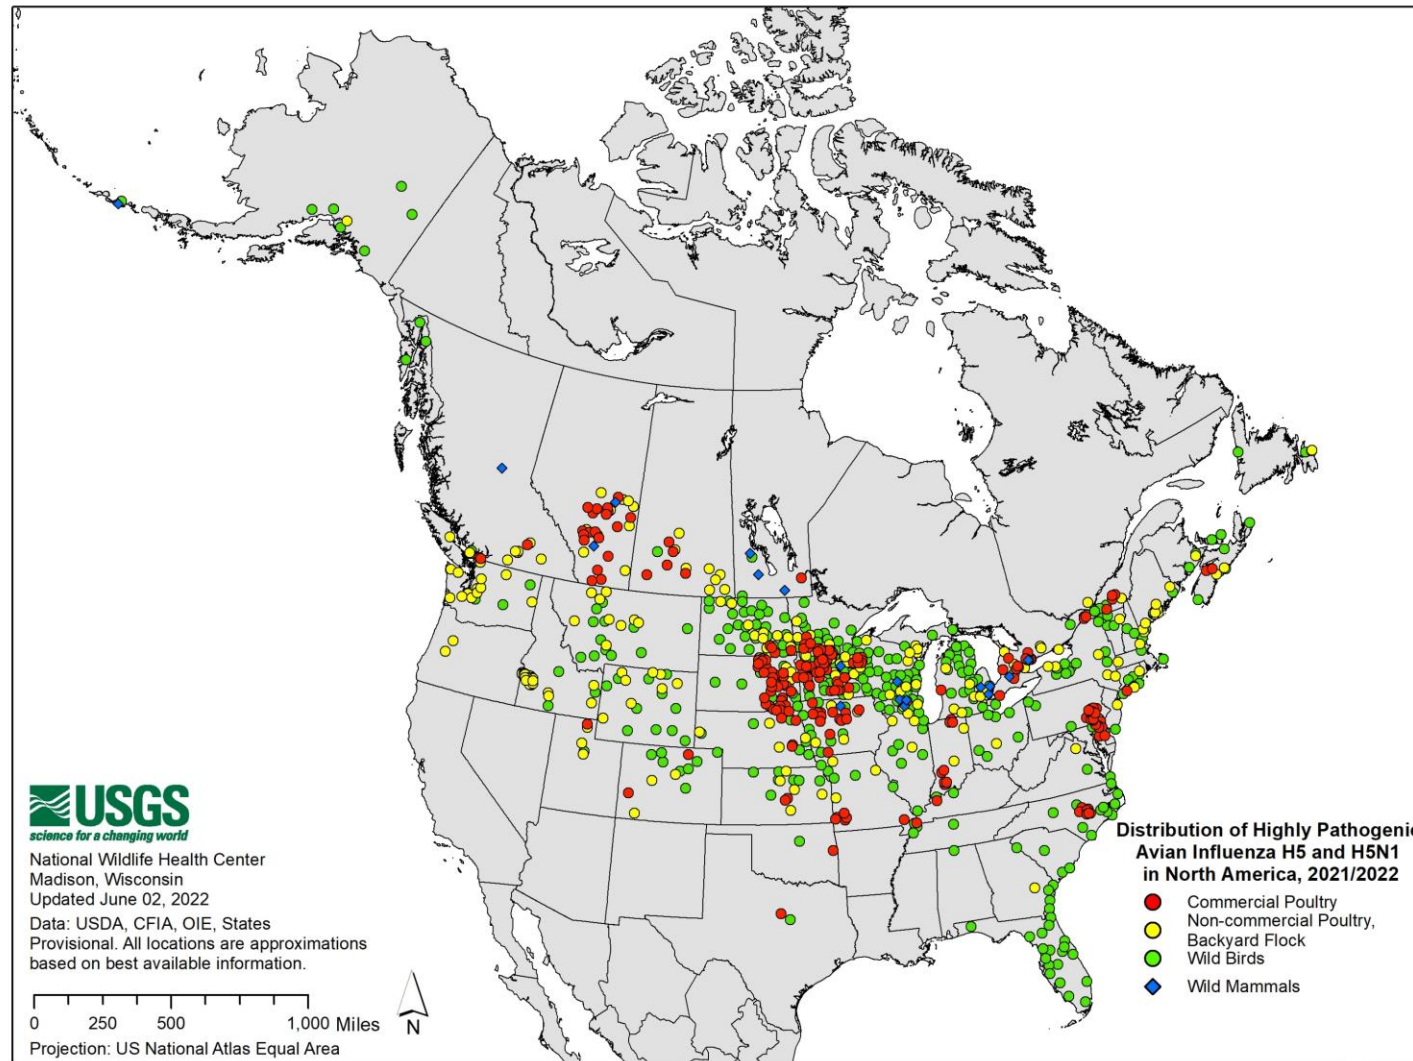 USGS
science for a changing world
National Wildlife Health Center
Madison, Wisconsin
Updated June 02, 2022
Data: USDA, CFIA, OIE, States
Provisional. All locations are approximations
based on best available information.
0 250 500 1,000 Miles
Projection: US National Atlas Equal Area
N
Distribution of Highly Pathogenic
Avian Influenza H5 and H5N1
in North America, 2021/2022
Commercial Poultry
Non-commercial Poultry,
Backyard Flock
Wild Birds
Wild Mammals